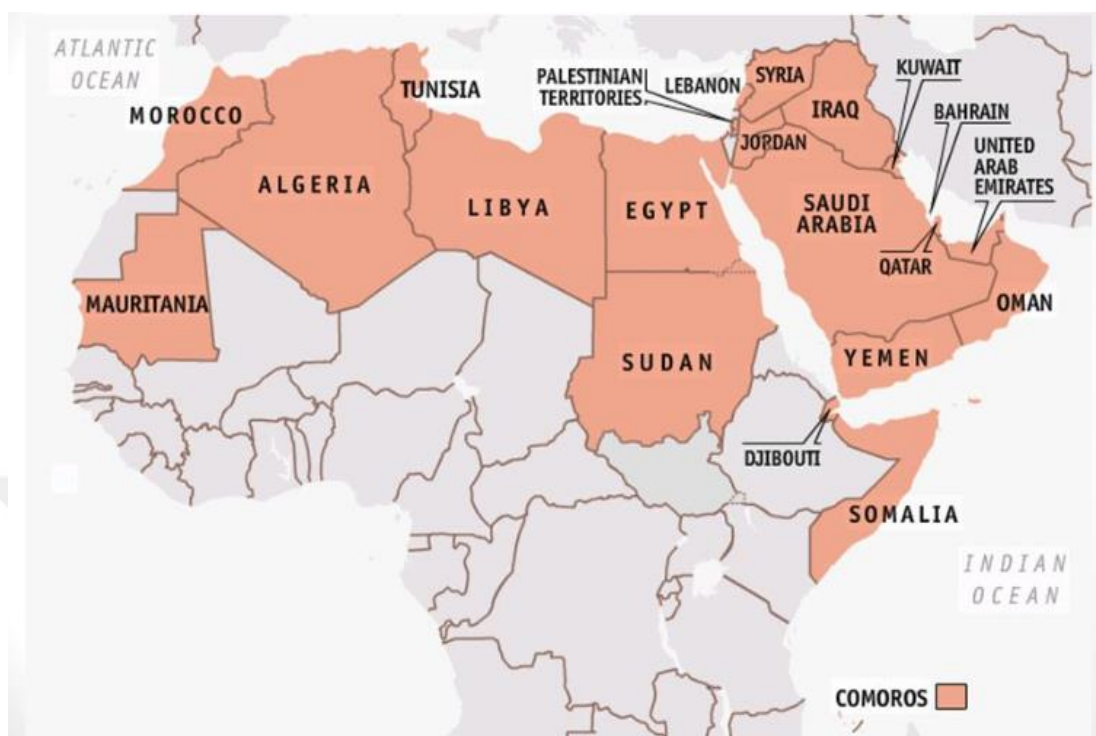 ATLANTIC
OCEAN
MOROCCO
TUNISIA
PALESTINIAN
TERRITORIES
LEBANON
SYRIA
KUWAIT
IRAQ
BAHRAIN
JORDAN
UNITED
ARAB
EMIRATES
ALGERIA
LIBYA
EGYPT
SAUDI
ARABIA
QATAR
MAURITANIA
OMAN
SUDAN
YEMEN
DJIBOUTI
SOMALIA
INDIAN
OCEAN
COMOROS